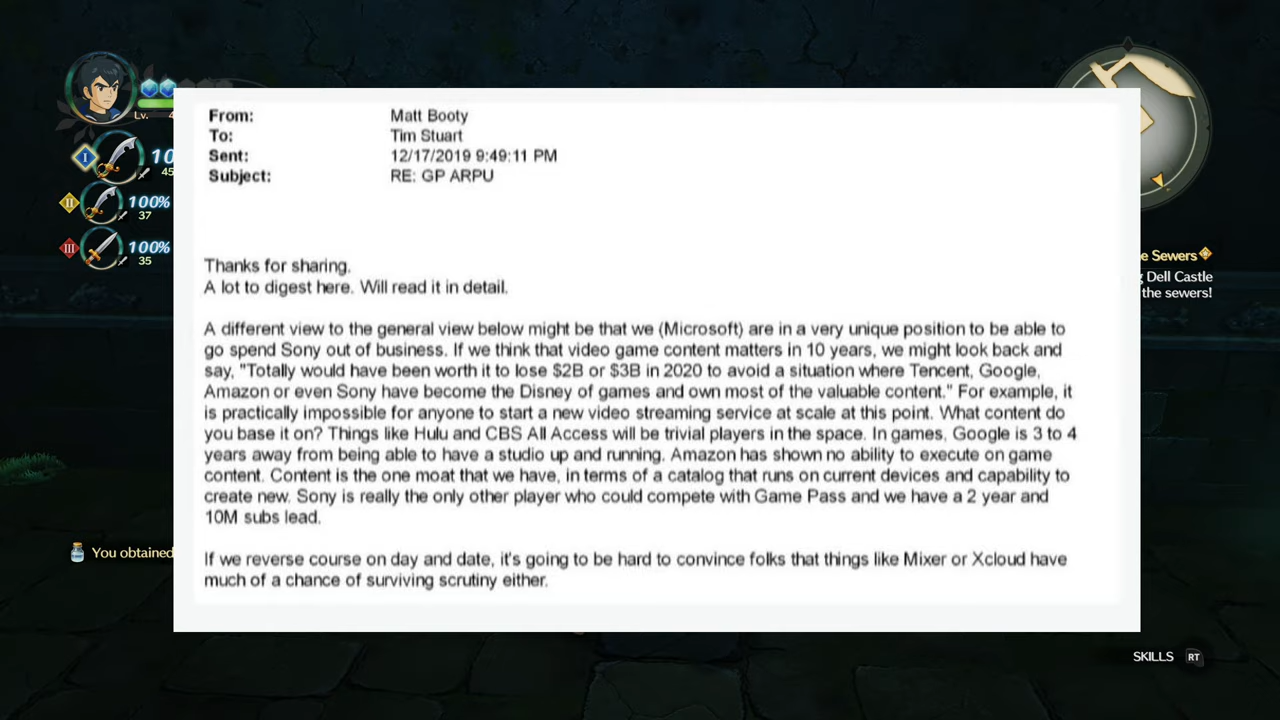 From: Matt Booty
To: Tim Stuart
Sent: 12/17/2019 9:49:11 PM
Subject: RE: GP ARPU
Thanks for sharing.
A lot to digest here. Will read it in detail.
A different view to the general view below might be that we (Microsoft) are in a very unique position to be able to
go spend Sony out of business. If we think that video game content matters in 10 years, we might look back and
say, "Totally would have been worth it to lose $2B or $3B in 2020 to avoid a situation where Tencent, Google,
Amazon or even Sony have become the Disney of games and own most of the valuable content." For example, it
is practically impossible for anyone to start a new video streaming service at scale at this point. What content do
you base it on? Things like Hulu and CBS All Access will be trivial players in the space. In games, Google is 3 to 4
years away from being able to have a studio up and running. Amazon has shown no ability to execute on game
content. Content is the one moat that we have, in terms of a catalog that runs on current devices and capability to
create new. Sony is really the only other player who could compete with Game Pass and we have a 2 year and
10M subs lead.
If we reverse course on day and date, it's going to be hard to convince folks that things like Mixer or Xcloud have
much of a chance of surviving scrutiny either.
Lv. 4
I 10
45
II 100%
37
III 100%
35
e Sewers
Dell Castle
the sewers!
You obtained
SKILLS RT